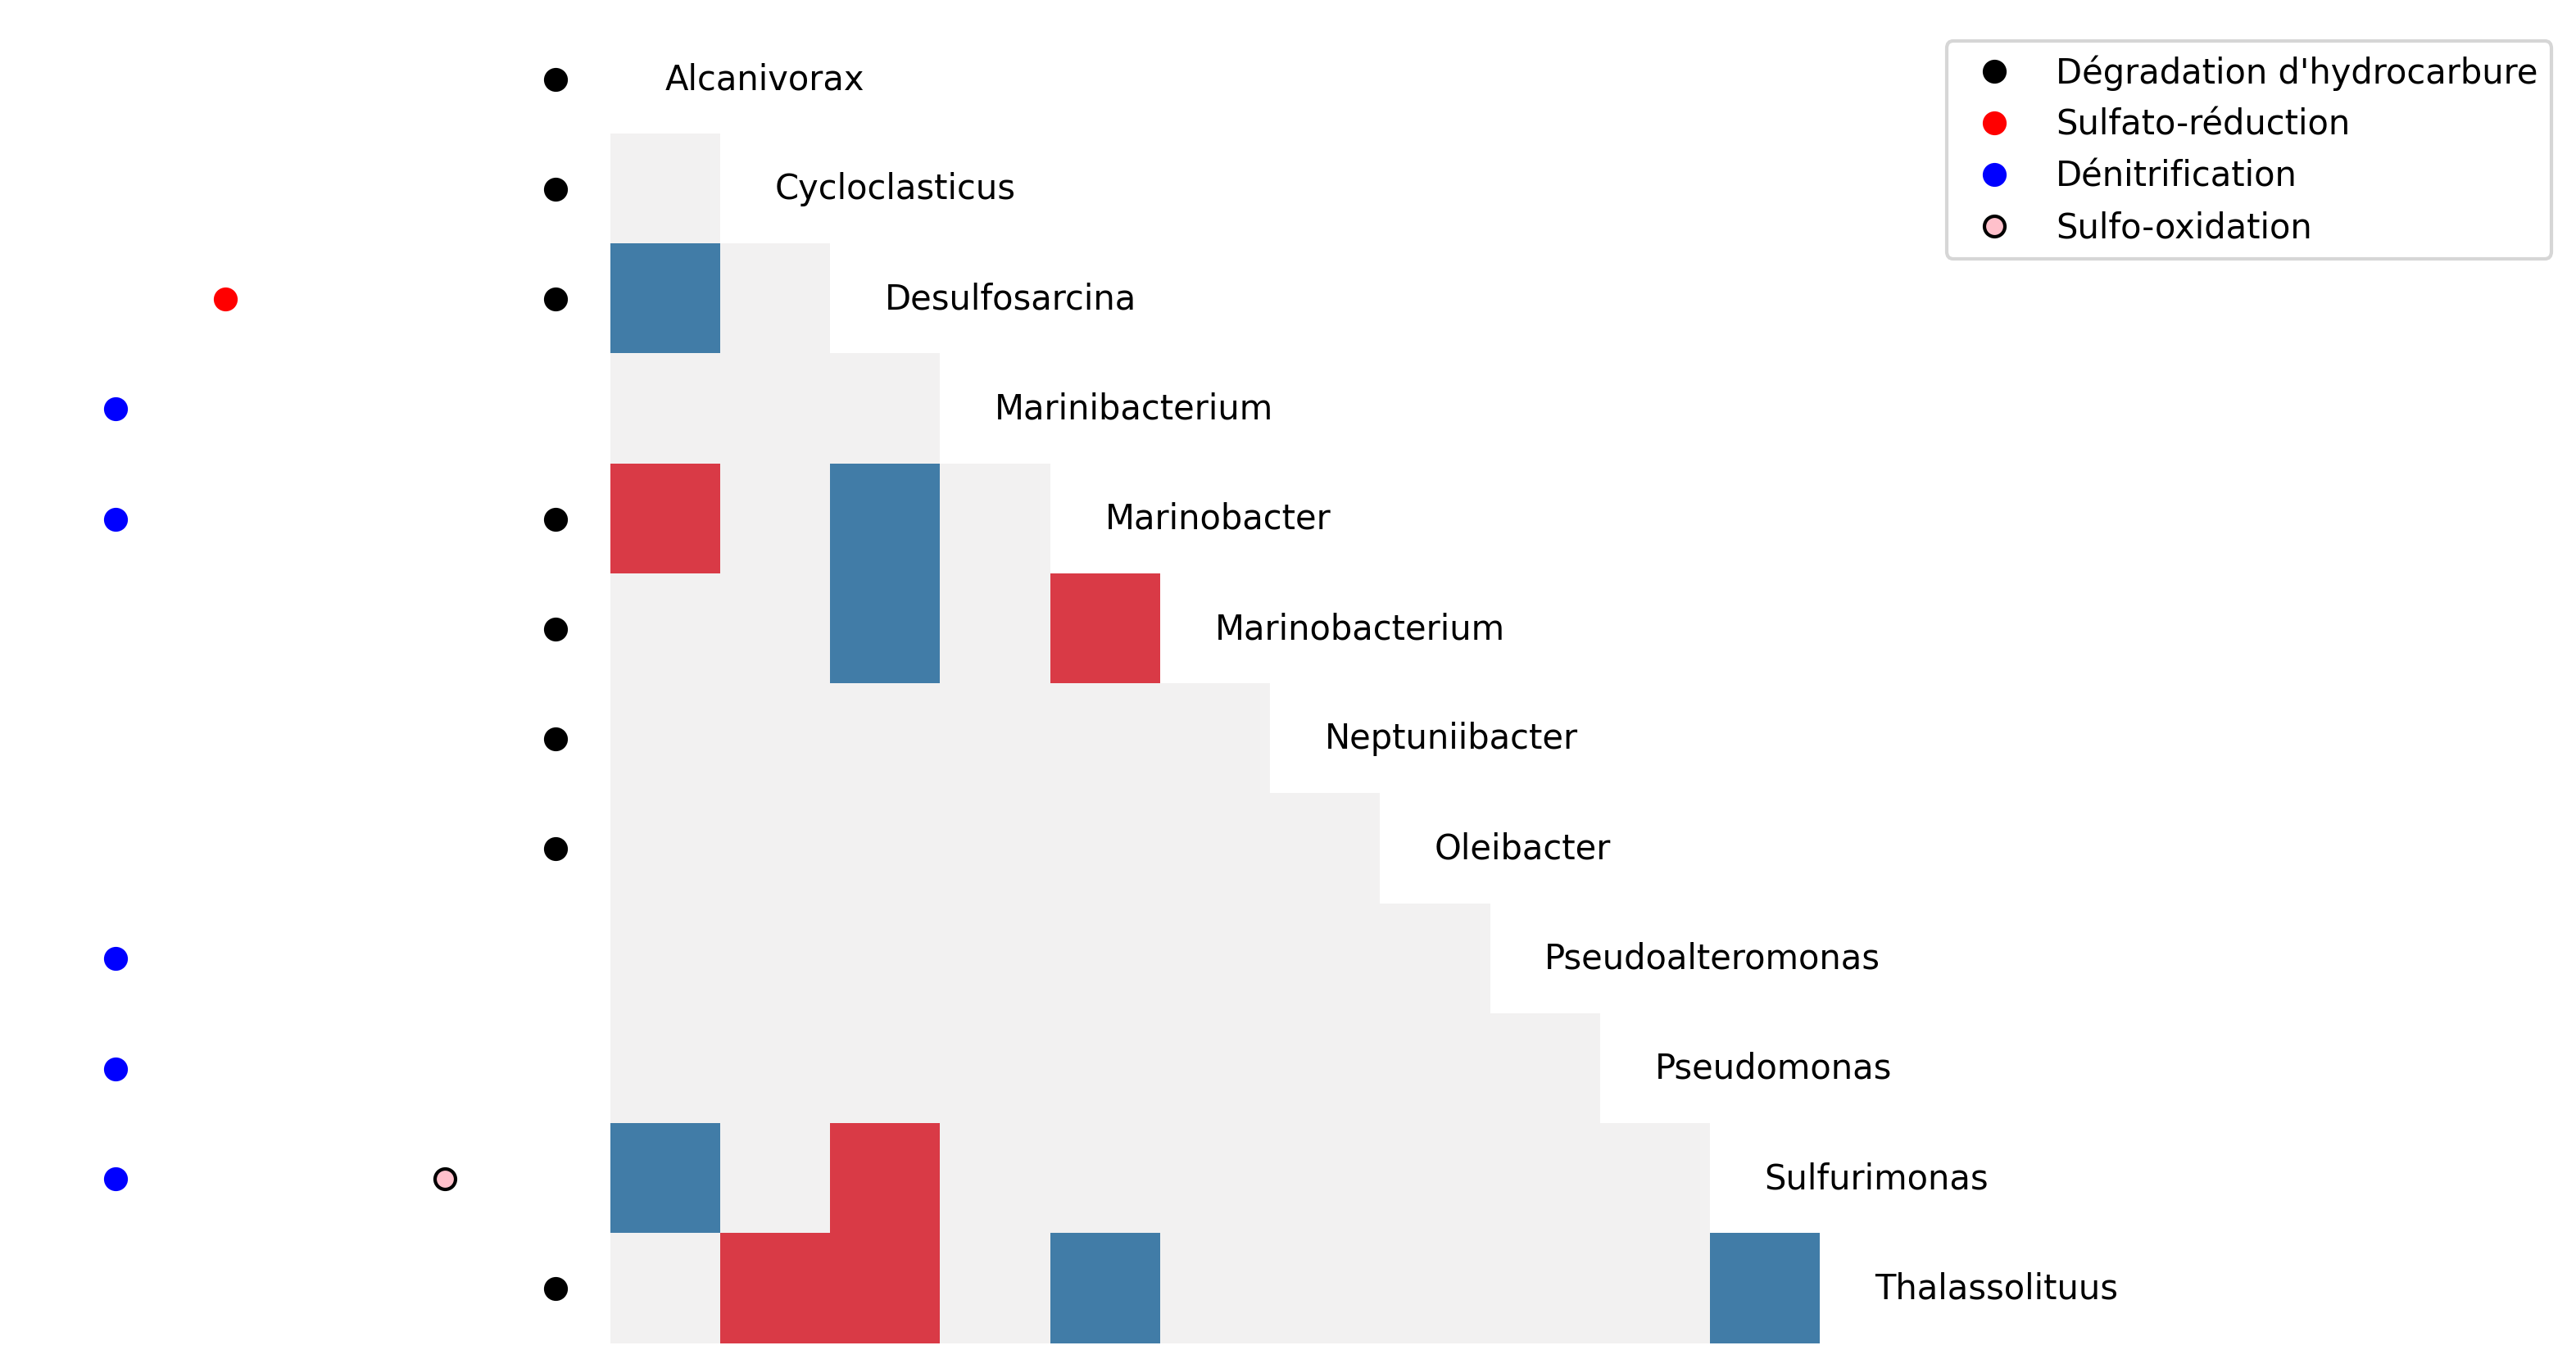 Alcanivorax
Cycloclasticus
Desulfosarcina
Marinibacterium
Marinobacter
Marinobacterium
Neptuniibacter
Oleibacter
Pseudoalteromonas
Pseudomonas
Sulfurimonas
Thalassolituus
Dégradation d'hydrocarbure
Sulfato-réduction
Dénitrification
Sulfo-oxidation